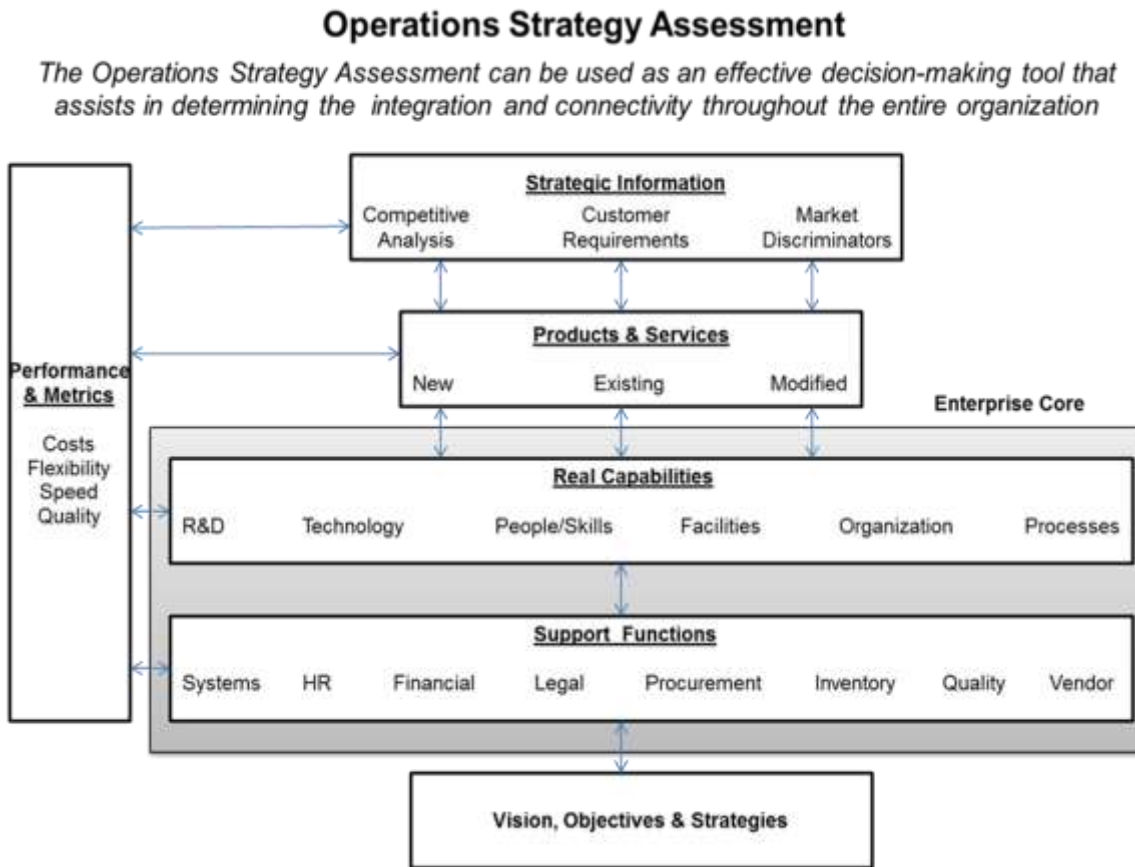 Operations Strategy Assessment
The Operations Strategy Assessment can be used as an effective decision-making tool that
assists in determining the integration and connectivity throughout the entire organization
Strategic Information
Competitive
Analysis
Customer
Requirements
Market
Discriminators
Products & Services
New Existing Modified
Performance
& Metrics
Costs
Flexibility
Speed
Quality
Enterprise Core
Real Capabilities
R&D Technology People/Skills Facilities Organization Processes
Support Functions
Systems HR Financial Legal Procurement Inventory Quality Vendor
Vision, Objectives & Strategies